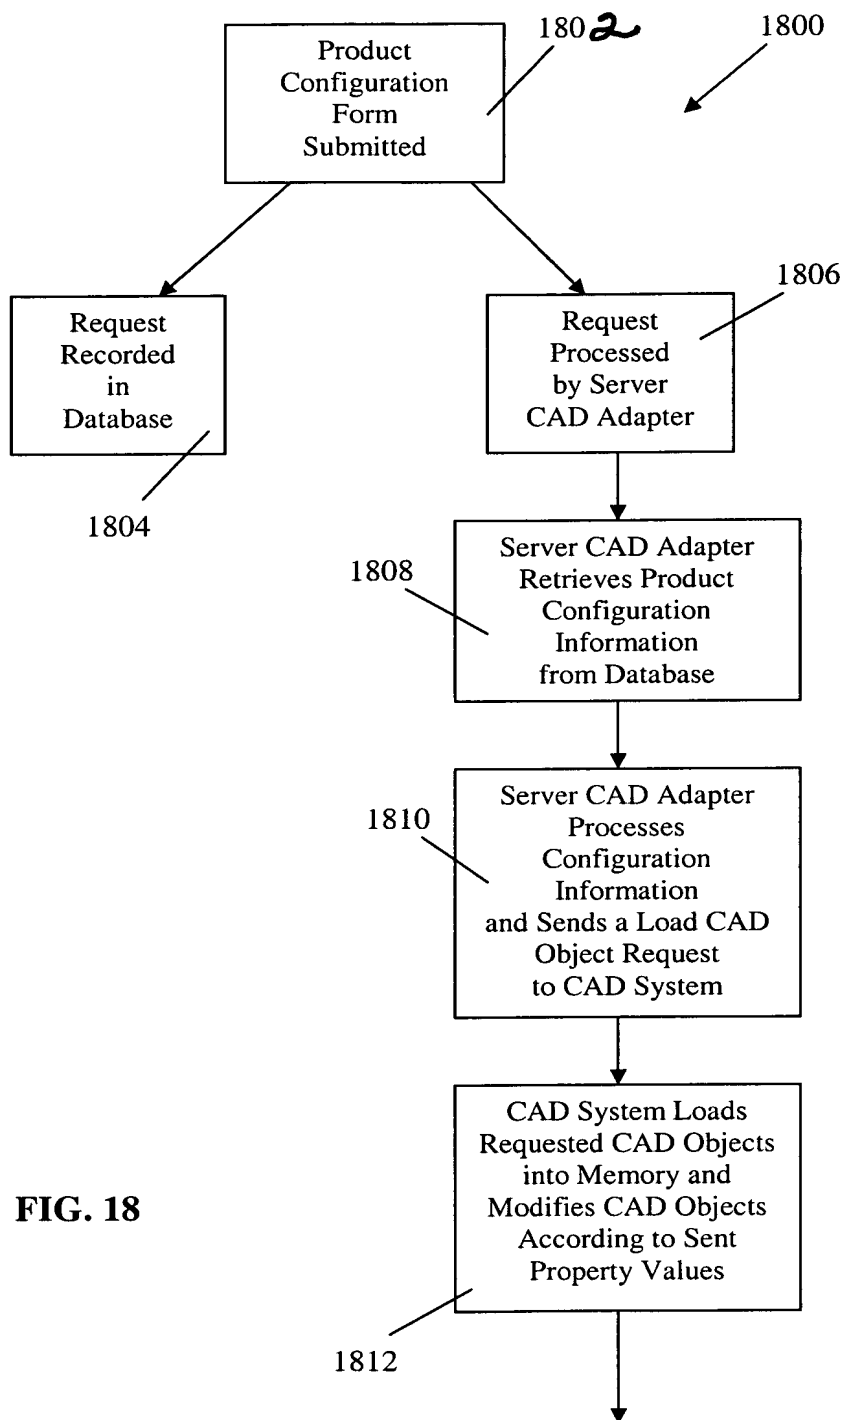 1802
1800
Product
Configuration
Form
Submitted
1806
Request
Recorded
in
Database
Request
Processed
by Server
CAD Adapter
1804
1808
Server CAD Adapter
Retrieves Product
Configuration
Information
from Database
1810
Server CAD Adapter
Processes
Configuration
Information
and Sends a Load CAD
Object Request
to CAD System
CAD System Loads
Requested CAD Objects
into Memory and
Modifies CAD Objects
According to Sent
Property Values
FIG. 18
1812